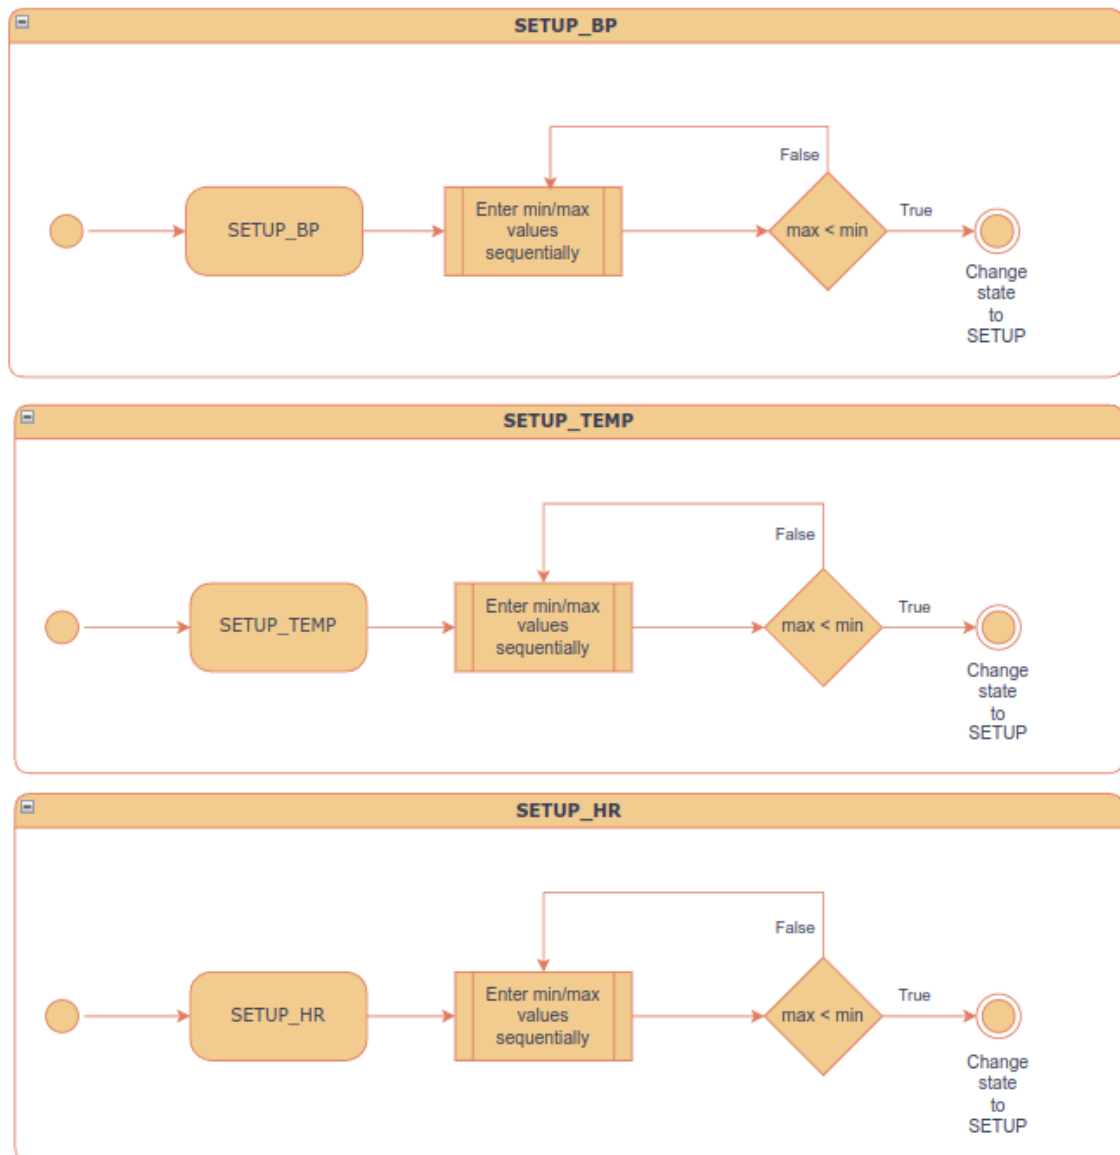 SETUP_BP
False
SETUP_BP
Enter min/max
values
sequentially
max < min
True
Change
state
to
SETUP
SETUP_TEMP
False
SETUP_TEMP
Enter min/max
values
sequentially
max < min
True
Change
state
to
SETUP
SETUP_HR
False
SETUP_HR
Enter min/max
values
sequentially
max < min
True
Change
state
to
SETUP